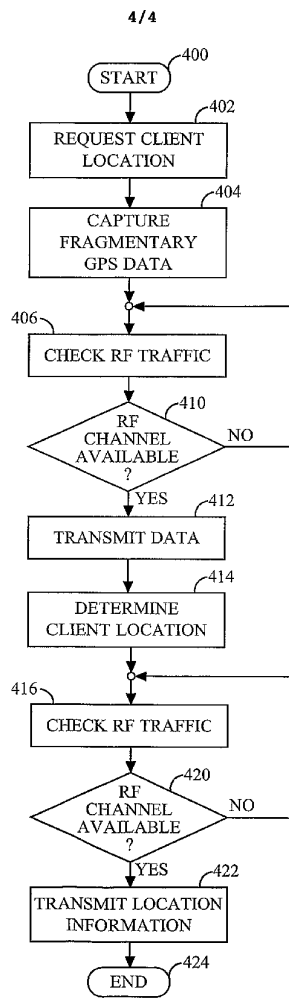 4/4
400
START
402
REQUEST CLIENT
LOCATION
404
CAPTURE
FRAGMENTARY
GPS DATA
406
CHECK RF TRAFFIC
410
RF
CHANNEL
AVAILABLE
?
NO
YES
412
TRANSMIT DATA
414
DETERMINE
CLIENT LOCATION
416
CHECK RF TRAFFIC
420
RF
CHANNEL
AVAILABLE
?
NO
YES
422
TRANSMIT LOCATION
INFORMATION
END
424